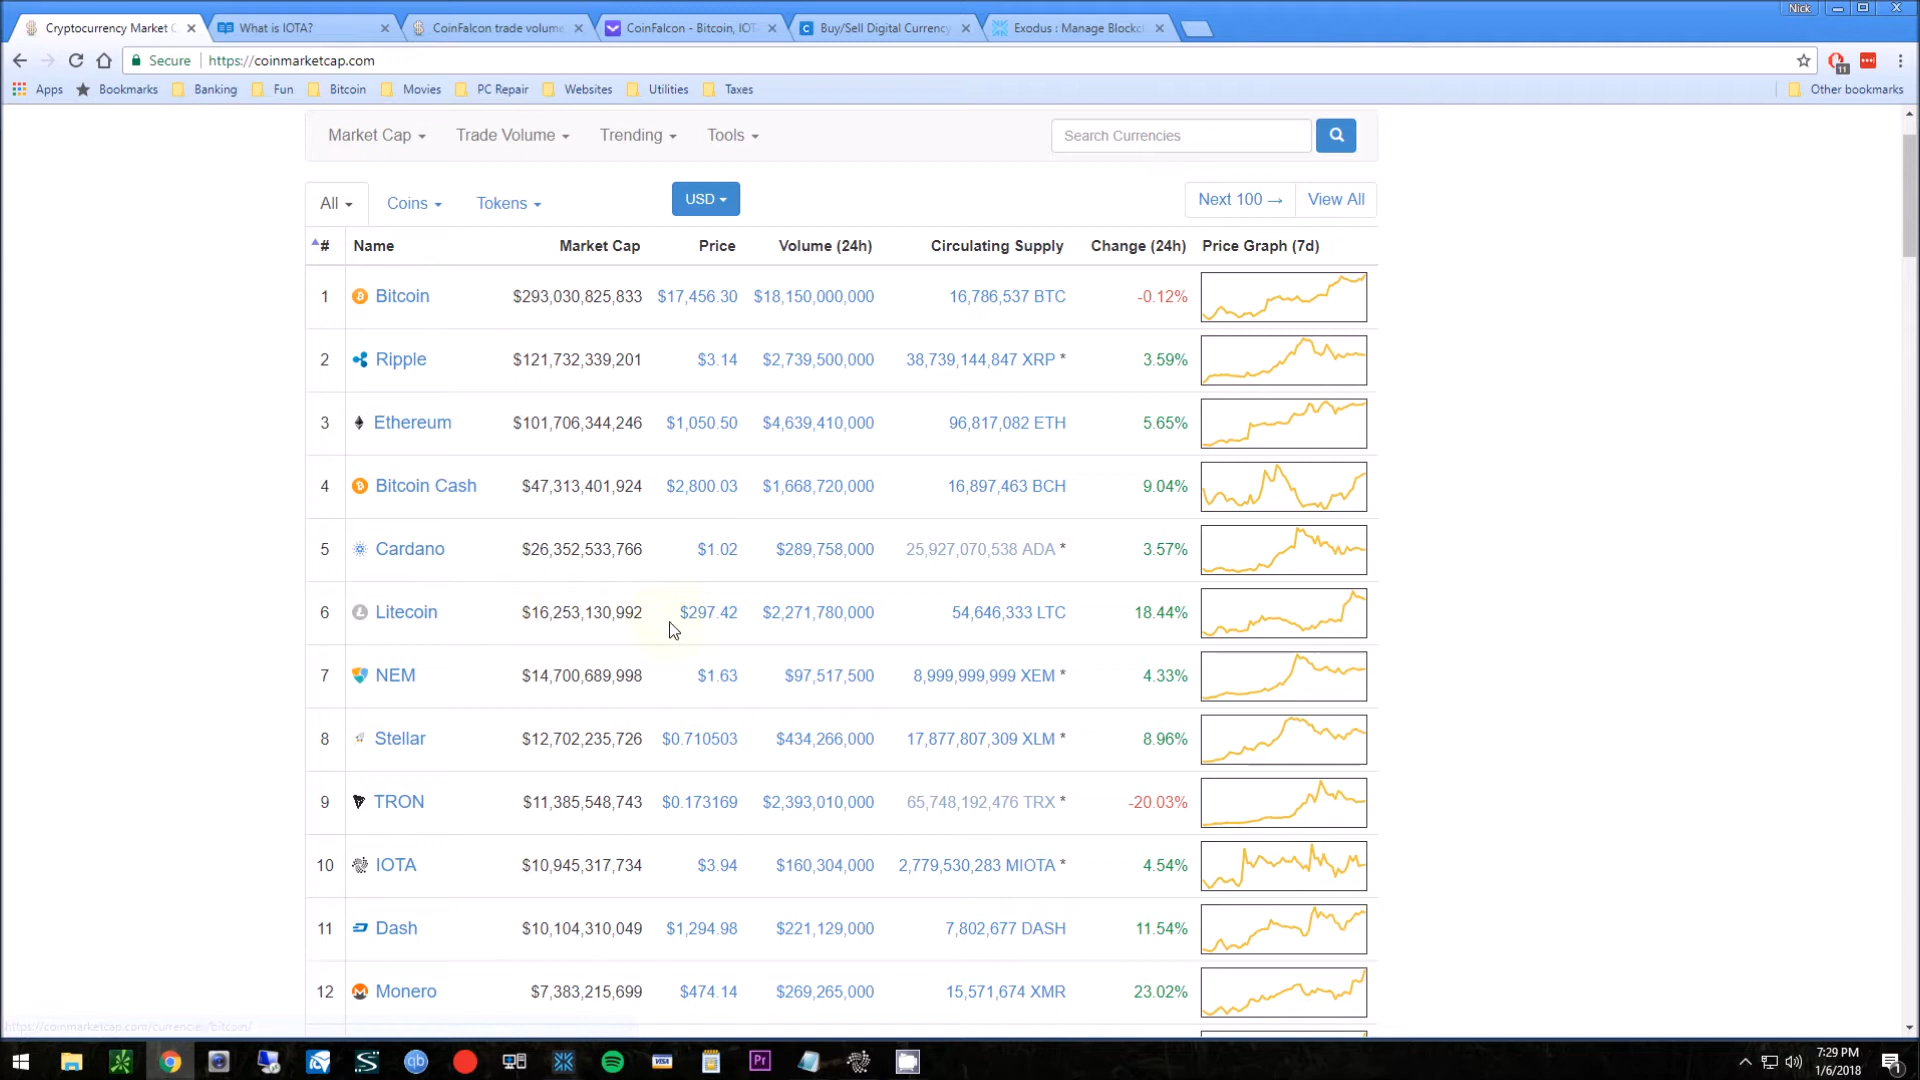 Nick
Cryptocurrency Market C
What is IOTA?
CoinFalcon trade volume
CoinFalcon - Bitcoin, IOT
Buy/Sell Digital Currency
Exodus : Manage Blockc
Secure https://coinmarketcap.com
11
Apps Bookmarks Banking Fun Bitcoin Movies PC Repair Websites Utilities Taxes Other bookmarks
Market Cap Trade Volume Trending Tools Search Currencies
All Coins Tokens USD Next 100 → View All
# Name Market Cap Price Volume (24h) Circulating Supply Change (24h) Price Graph (7d)
1 Bitcoin $293,030,825,833 $17,456.30 $18,150,000,000 16,786,537 BTC -0.12%
2 Ripple $121,732,339,201 $3.14 $2,739,500,000 38,739,144,847 XRP * 3.59%
3 Ethereum $101,706,344,246 $1,050.50 $4,639,410,000 96,817,082 ETH 5.65%
4 Bitcoin Cash $47,313,401,924 $2,800.03 $1,668,720,000 16,897,463 BCH 9.04%
5 Cardano $26,352,533,766 $1.02 $289,758,000 25,927,070,538 ADA * 3.57%
6 Litecoin $16,253,130,992 $297.42 $2,271,780,000 54,646,333 LTC 18.44%
7 NEM $14,700,689,998 $1.63 $97,517,500 8,999,999,999 XEM * 4.33%
8 Stellar $12,702,235,726 $0.710503 $434,266,000 17,877,807,309 XLM * 8.96%
9 TRON $11,385,548,743 $0.173169 $2,393,010,000 65,748,192,476 TRX * -20.03%
10 IOTA $10,945,317,734 $3.94 $160,304,000 2,779,530,283 MIOTA * 4.54%
11 Dash $10,104,310,049 $1,294.98 $221,129,000 7,802,677 DASH 11.54%
12 Monero $7,383,215,699 $474.14 $269,265,000 15,571,674 XMR 23.02%
https://coinmarketcap.com/currencies/bitcoin/
qb VISA Pr
7:29 PM
1/6/2018
1